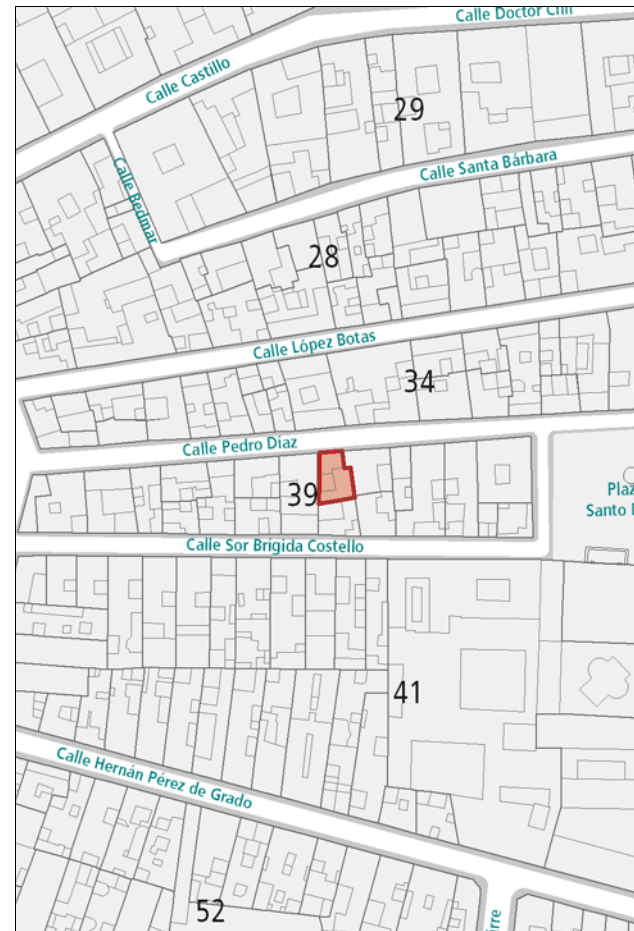 Calle Doctor Chil
Calle Castillo
29
Calle Santa Bárbara
Calle Bedmar
28
Calle López Botas
34
Calle Pedro Díaz
39
Plaz
Santo
Calle Sor Brígida Costello
41
Calle Hernán Pérez de Grado
52
irre